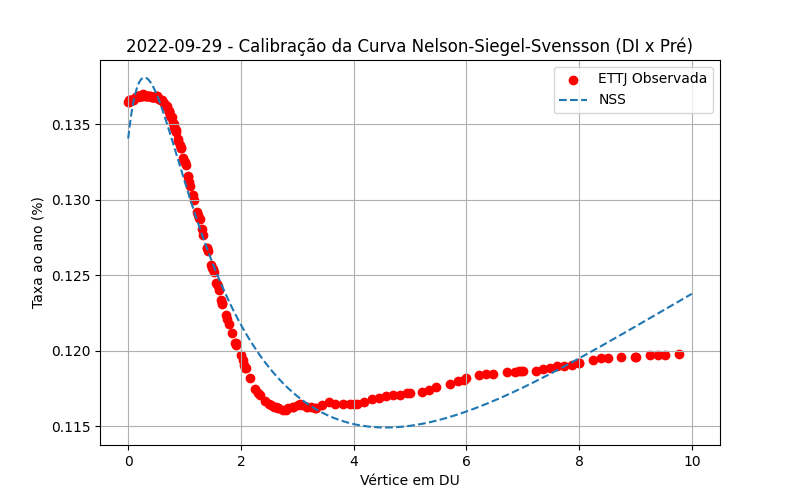 2022-09-29 - Calibração da Curva Nelson-Siegel-Svensson (DI x Pré)
ETTJ Observada
NSS
Taxa ao ano (%)
0.135
0.130
0.125
0.120
0.115
0 2 4 6 8 10
Vértice em DU